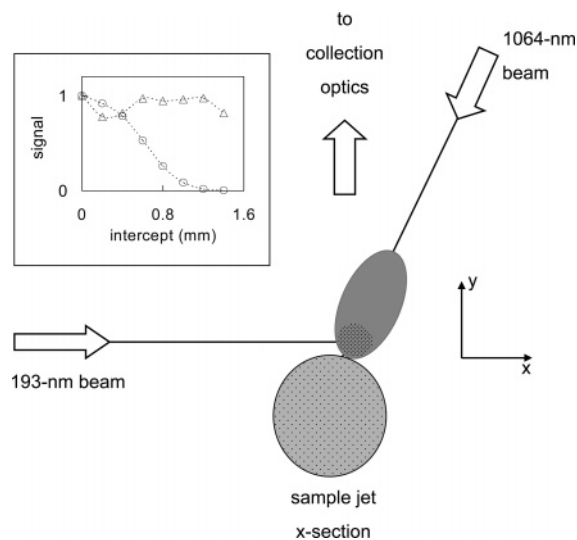 to
collection
optics
1064-nm
beam
1
signal
0
0
0.8
1.6
intercept (mm)
y
x
193-nm beam
sample jet
x-section